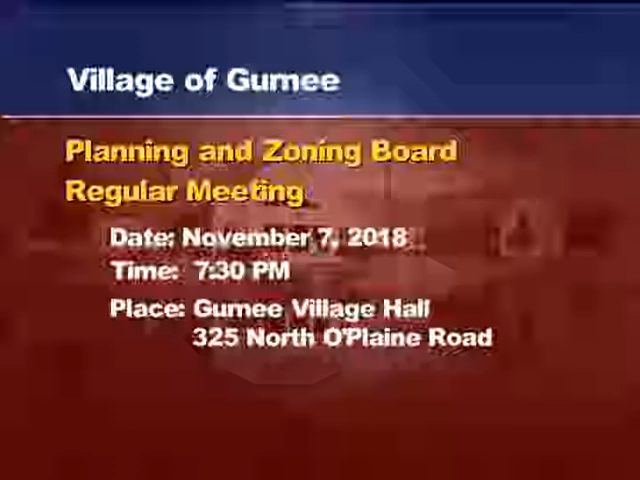 Village of Gurnee
Planning and Zoning Board
Regular Meeting
Date: November 7, 2018
Time: 7:30 PM
Place: Gurnee Village Hall
325 North O'Plaine Road